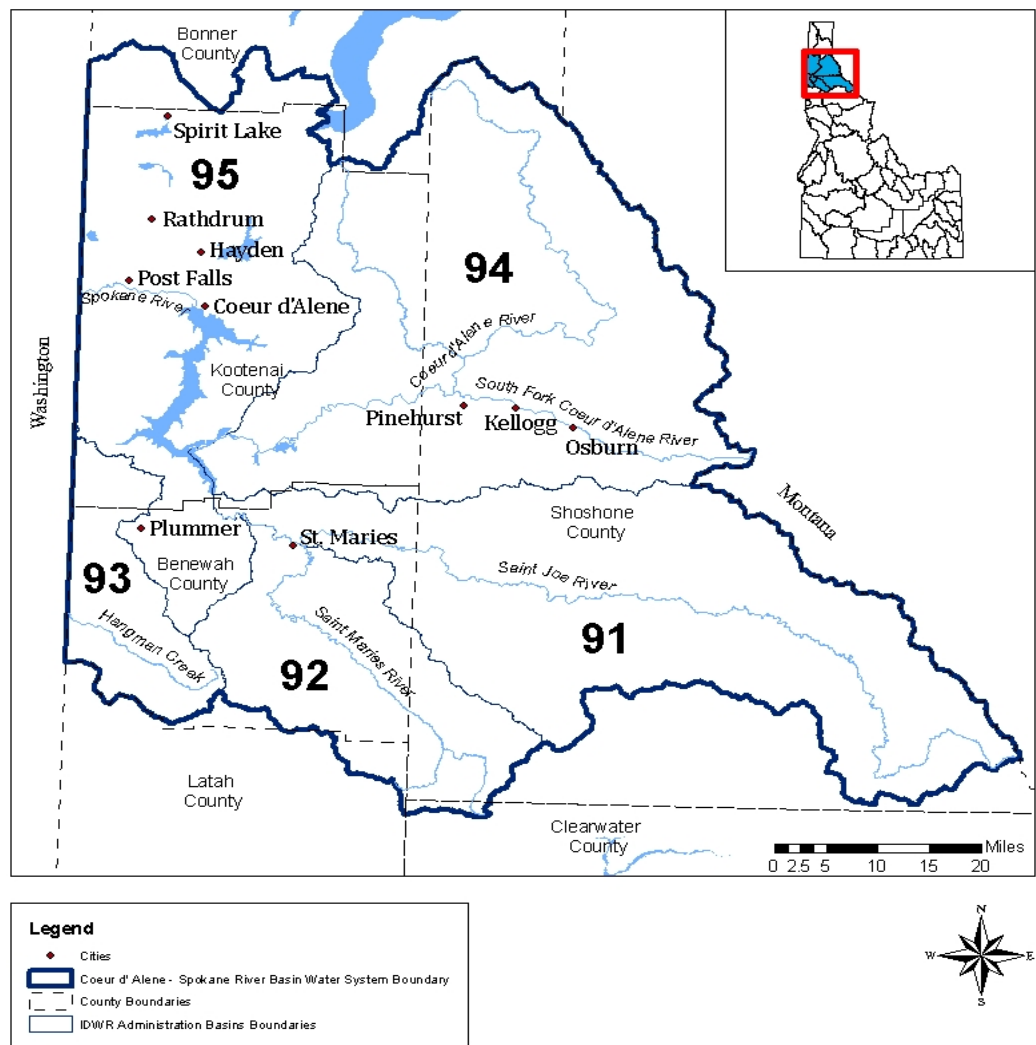 Bonner
County
Spirit Lake
95
Rathdrum
Hayden
94
Post Falls
Spokane River
Coeur d'Alene
Coeur d'Alene River
Washington
Kootenai
County
South Fork Coeur d'Alene River
Pinehurst
Kellogg
Osburn
Montana
Shoshone
County
Plummer
St. Maries
Benewah
County
93
Saint Joe River
Hangman Creek
Saint Maries River
91
92
Latah
County
Clearwater
County
Miles
0 2.5 5 10 15 20
Legend
Cities
Coeur d' Alene - Spokane River Basin Water System Boundary
County Boundaries
IDWR Administration Basins Boundaries
N
W E
S